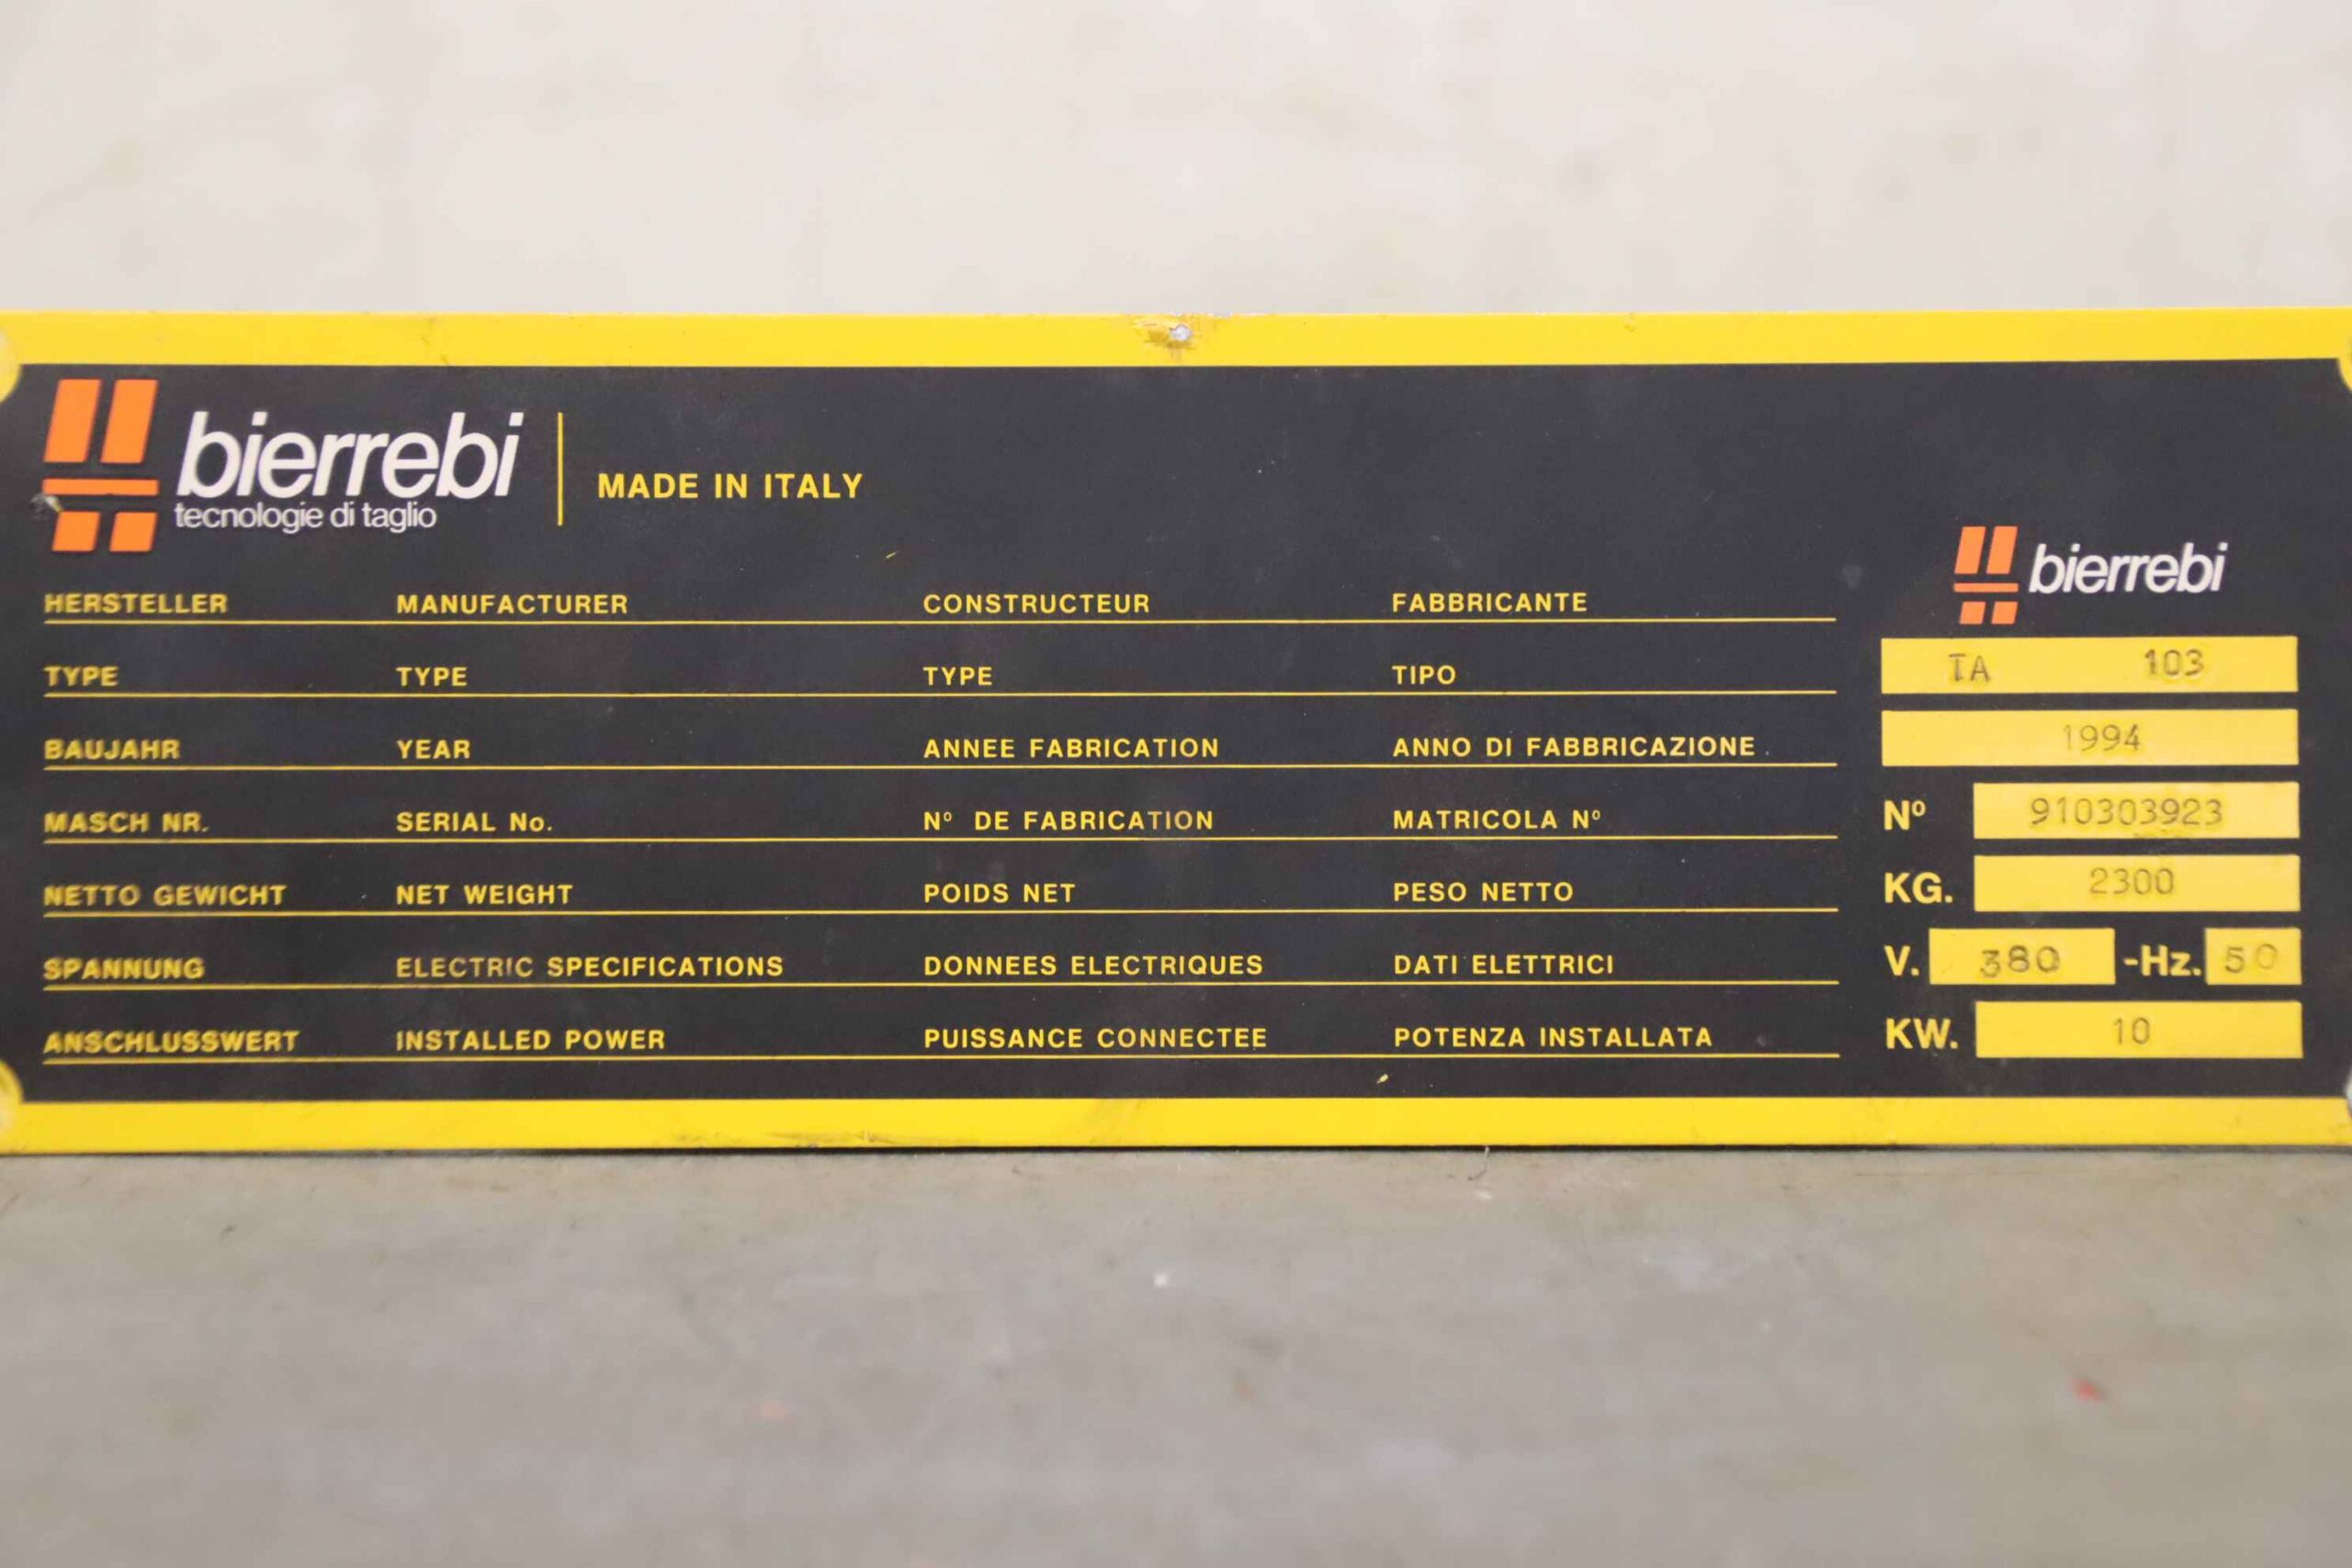 bierrebi
tecnologie di taglio
MADE IN ITALY
bierrebi
HERSTELLER MANUFACTURER CONSTRUCTEUR FABBRICANTE
TYPE TYPE TYPE TIPO TA 103
BAUJAHR YEAR ANNEE FABRICATION ANNO DI FABBRICAZIONE 1994
MASCH NR. SERIAL No. Nº DE FABRICATION MATRICOLA Nº Nº 910303923
NETTO GEWICHT NET WEIGHT POIDS NET PESO NETTO KG. 2300
SPANNUNG ELECTRIC SPECIFICATIONS DONNEES ELECTRIQUES DATI ELETTRICI V. 380 -Hz. 50
ANSCHLUSSWERT INSTALLED POWER PUISSANCE CONNECTEE POTENZA INSTALLATA KW. 10